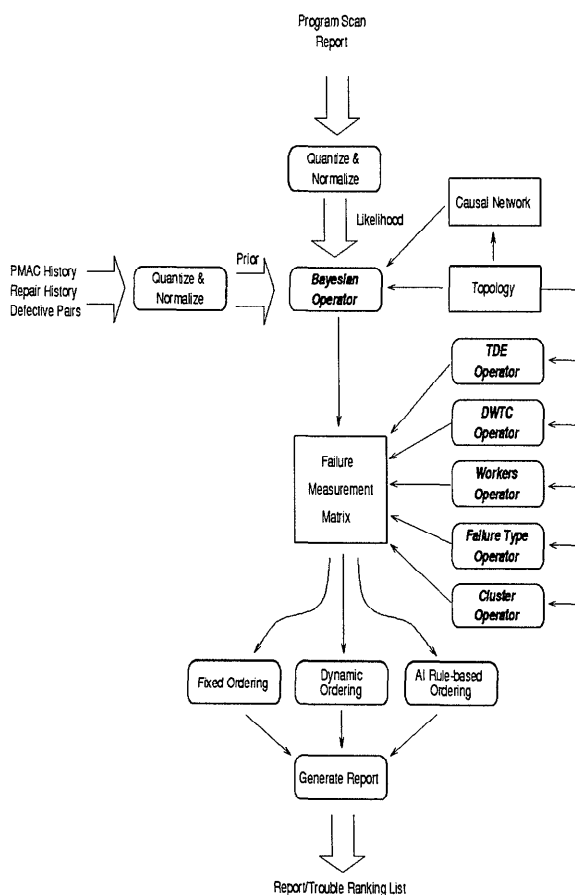 Program Scan
Report
Quantize &
Normalize
Likelihood
Causal Network
PMAC History
Repair History
Defective Pairs
Quantize &
Normalize
Prior
Bayesian
Operator
Topology
TDE
Operator
DWTC
Operator
Workers
Operator
Failure Type
Operator
Cluster
Operator
Failure
Measurement
Matrix
Fixed Ordering
Dynamic
Ordering
AI Rule-based
Ordering
Generate Report
Report/Trouble Ranking List